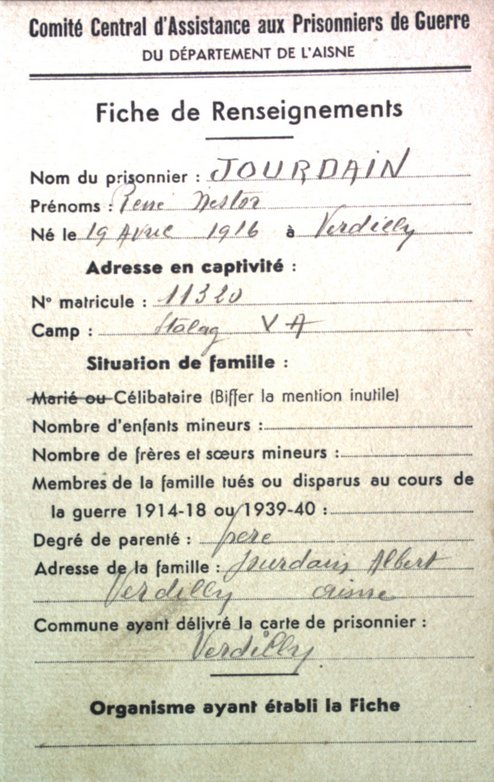 Comité Central d'Assistance aux Prisonniers de Guerre
DU DÉPARTEMENT DE L'AISNE
Fiche de Renseignements
Nom du prisonnier : JOURDAIN
Prénoms : René Nestor
Né le 19 Avril 1916 à Verdilly
Adresse en captivité :
N° matricule : 11320
Camp : Stalag V A
Situation de famille :
Marié ou Célibataire (Biffer la mention inutile)
Nombre d'enfants mineurs :
Nombre de frères et sœurs mineurs :
Membres de la famille tués ou disparus au cours de
la guerre 1914-18 ou 1939-40 :
Degré de parenté : père
Adresse de la famille : Jourdain Albert
Verdilly aisne
Commune ayant délivré la carte de prisonnier :
Verdilly
Organisme ayant établi la Fiche